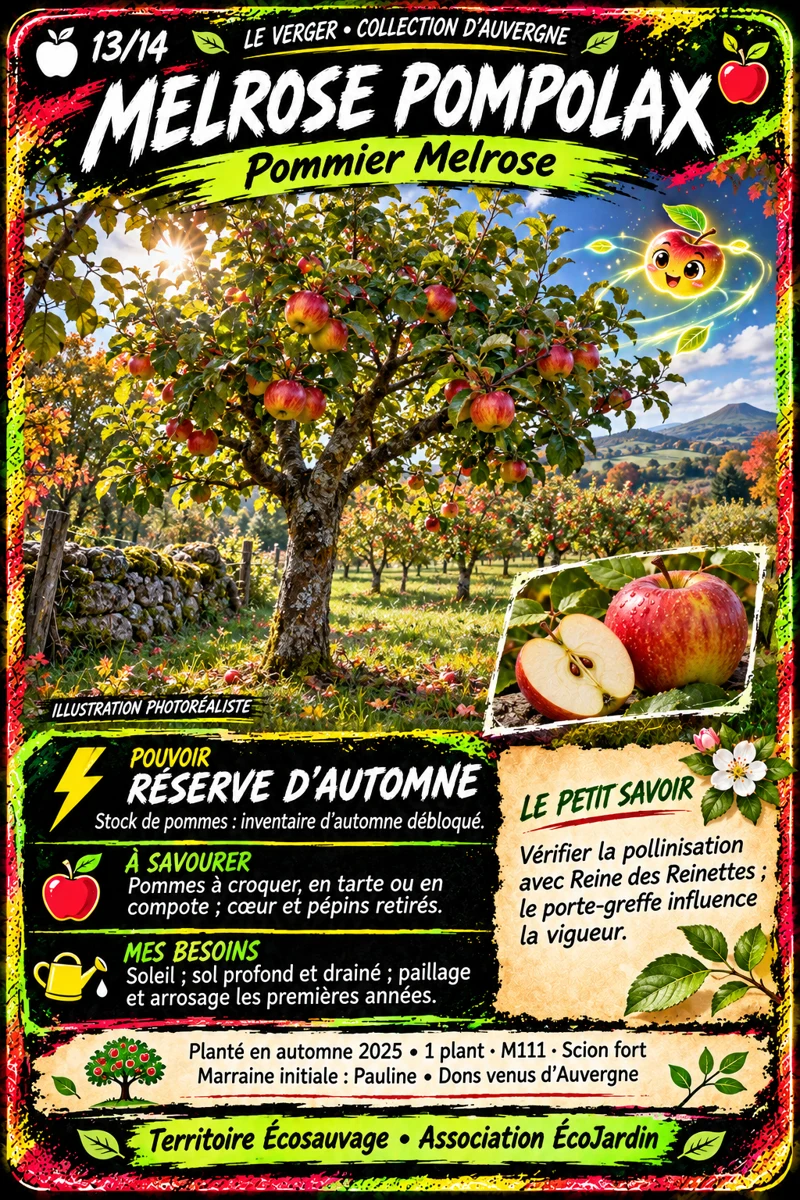 13/14
LE VERGER • COLLECTION D'AUVERGNE
MELROSE POMPOLAX
Pommier Melrose
ILLUSTRATION PHOTORÉALISTE
POUVOIR
RÉSERVE D'AUTOMNE
Stock de pommes : inventaire d'automne débloqué.
À SAVOURER
Pommes à croquer, en tarte ou en
compote ; cœur et pépins retirés.
MES BESOINS
Soleil ; sol profond et drainé ; paillage
et arrosage les premières années.
LE PETIT SAVOIR
Vérifier la pollinisation
avec Reine des Reinettes ;
le porte-greffe influence
la vigueur.
Planté en automne 2025 • 1 plant · M111 · Scion fort
Marraine initiale : Pauline • Dons venus d'Auvergne
Territoire Écosauvage • Association ÉcoJardin